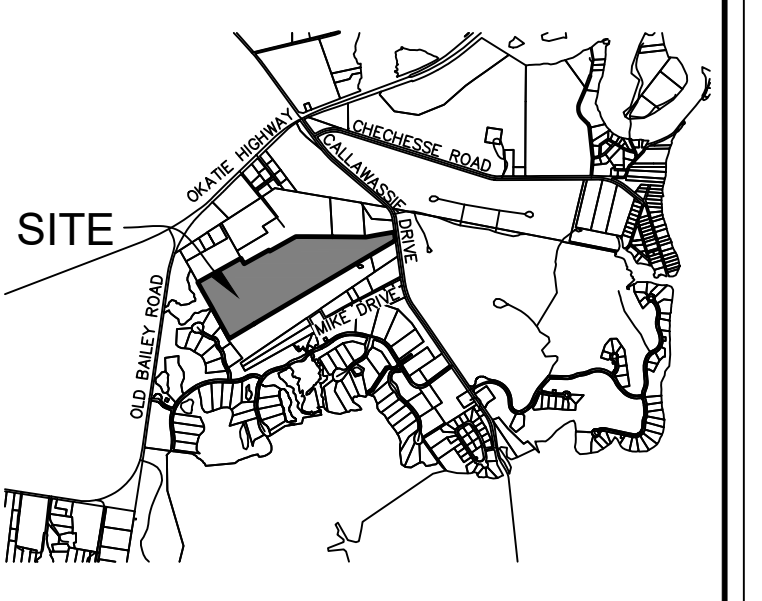 OKATIE HIGHWAY
CHECHESSE ROAD
CALLAWASSIE DRIVE
SITE
OLD BAILEY ROAD
MIKE DRIVE